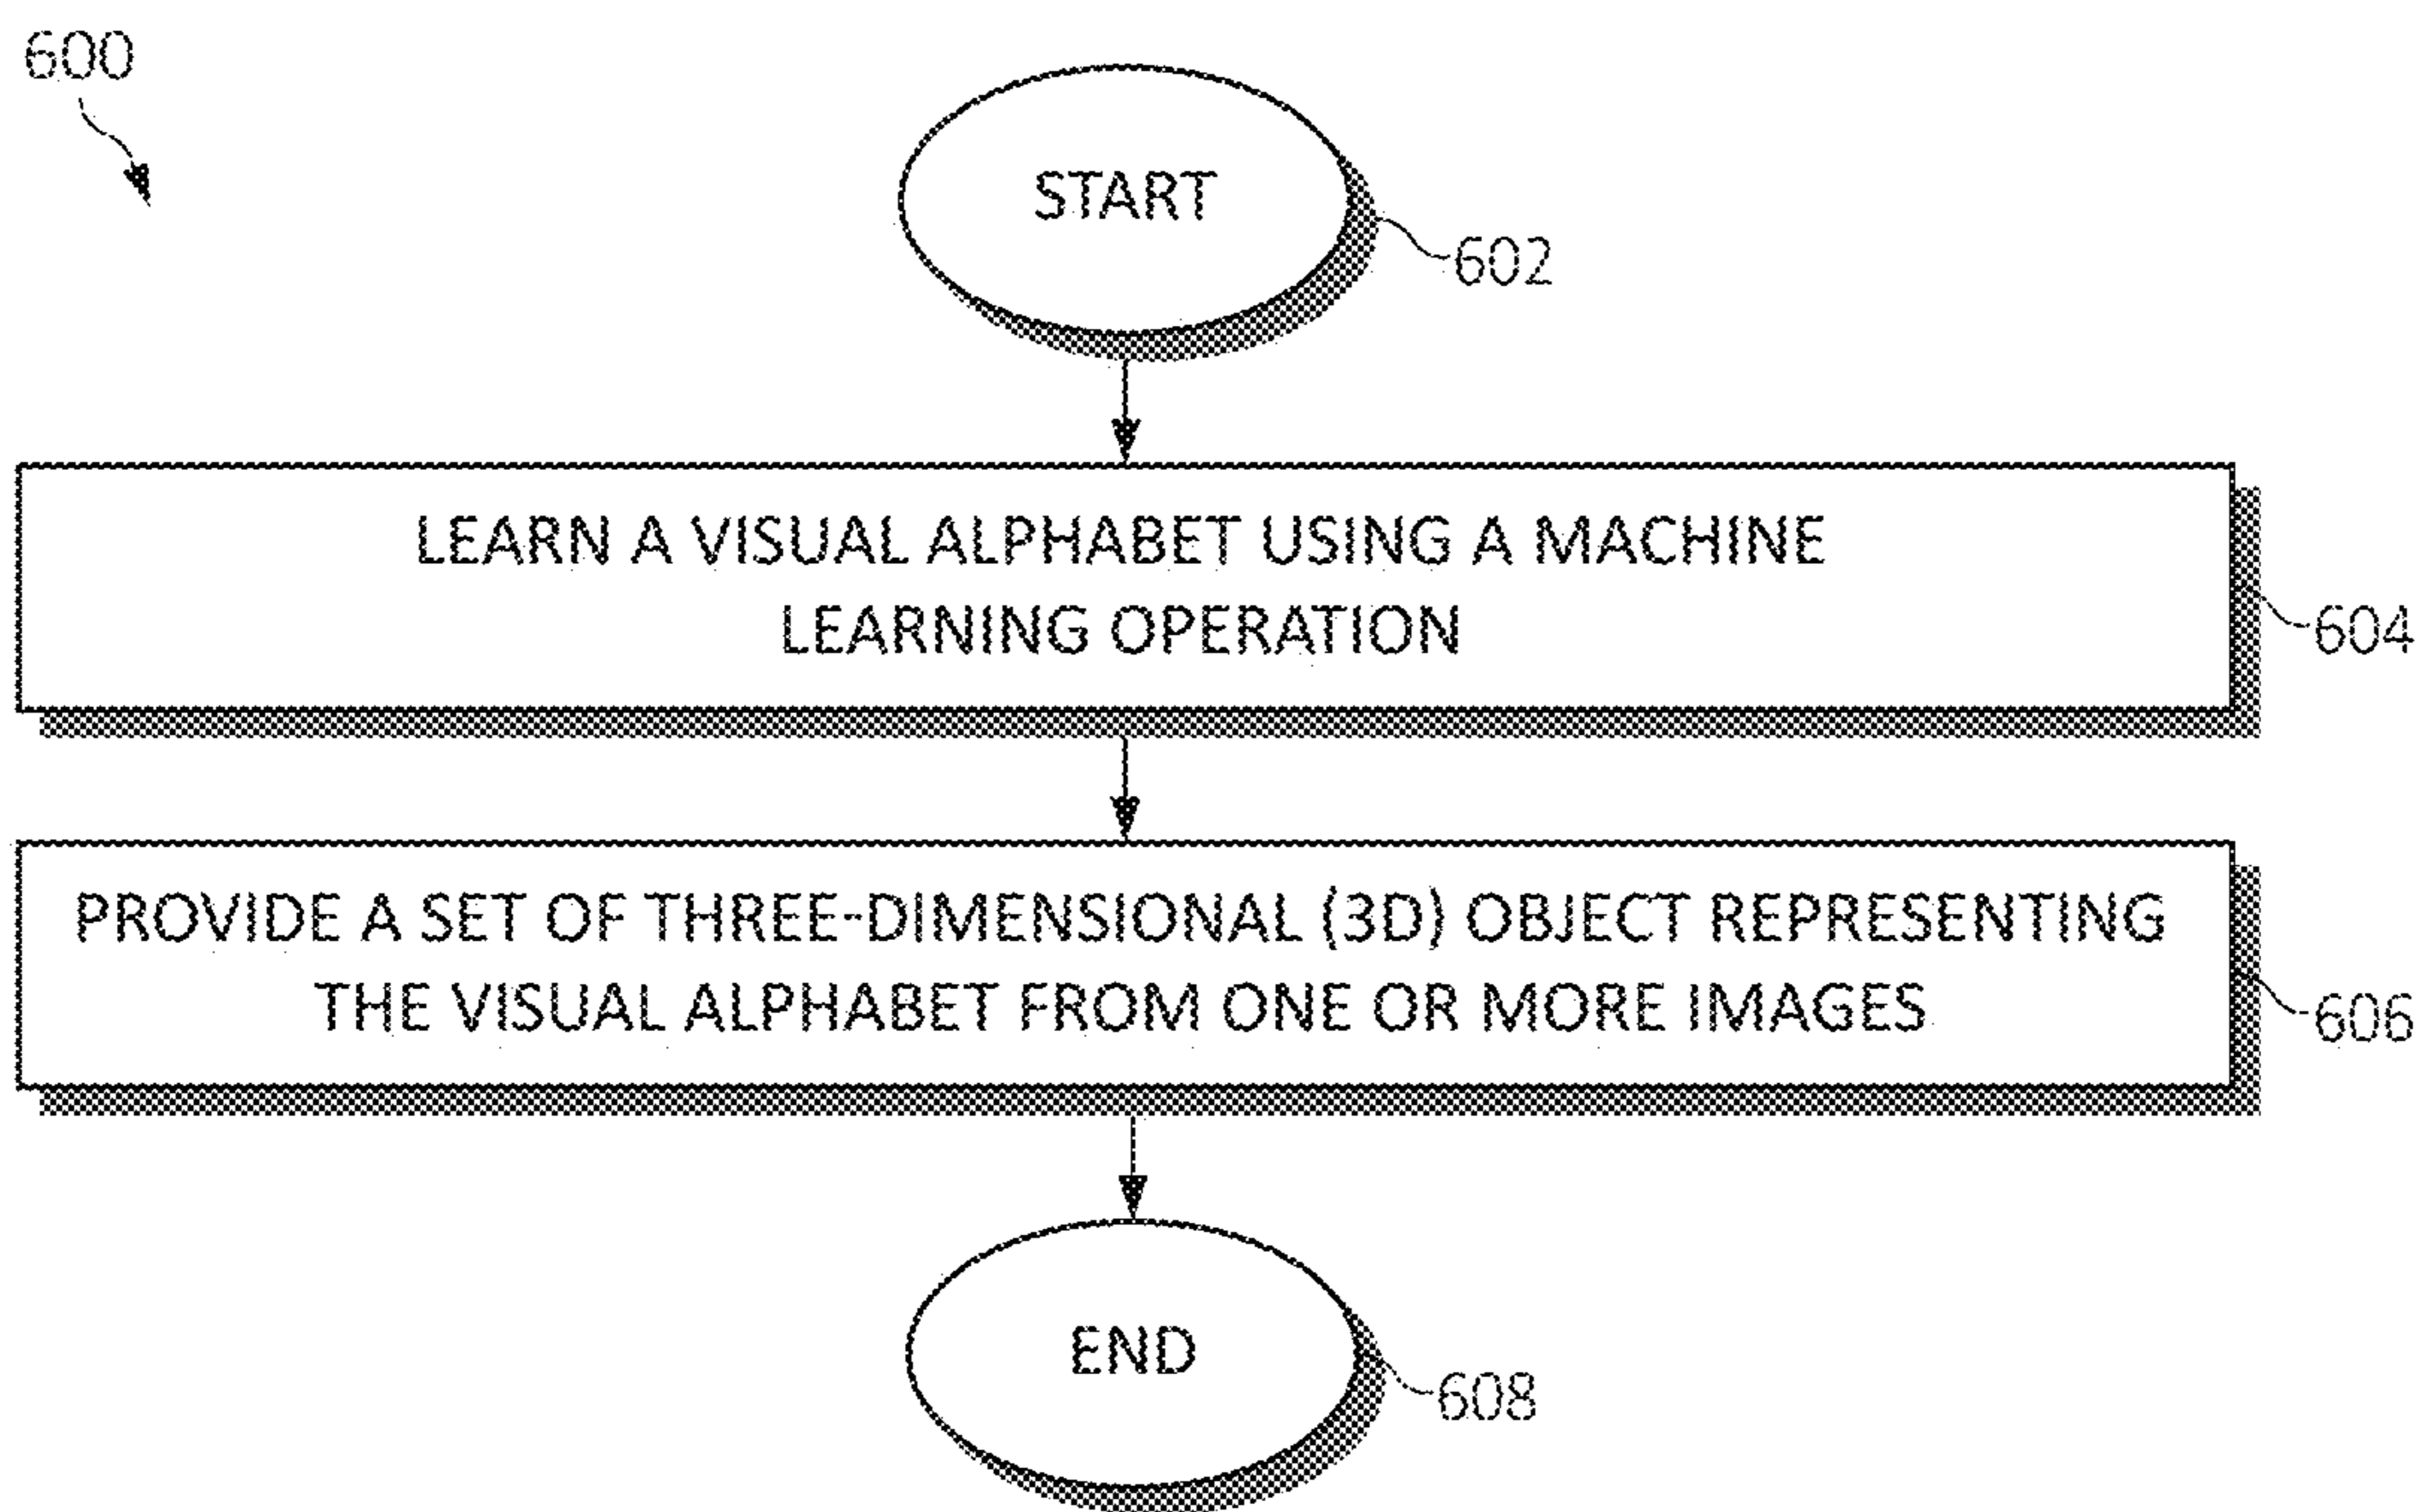 600
START
602
LEARN A VISUAL ALPHABET USING A MACHINE
LEARNING OPERATION
604
PROVIDE A SET OF THREE-DIMENSIONAL (3D) OBJECT REPRESENTING
THE VISUAL ALPHABET FROM ONE OR MORE IMAGES
606
END
608